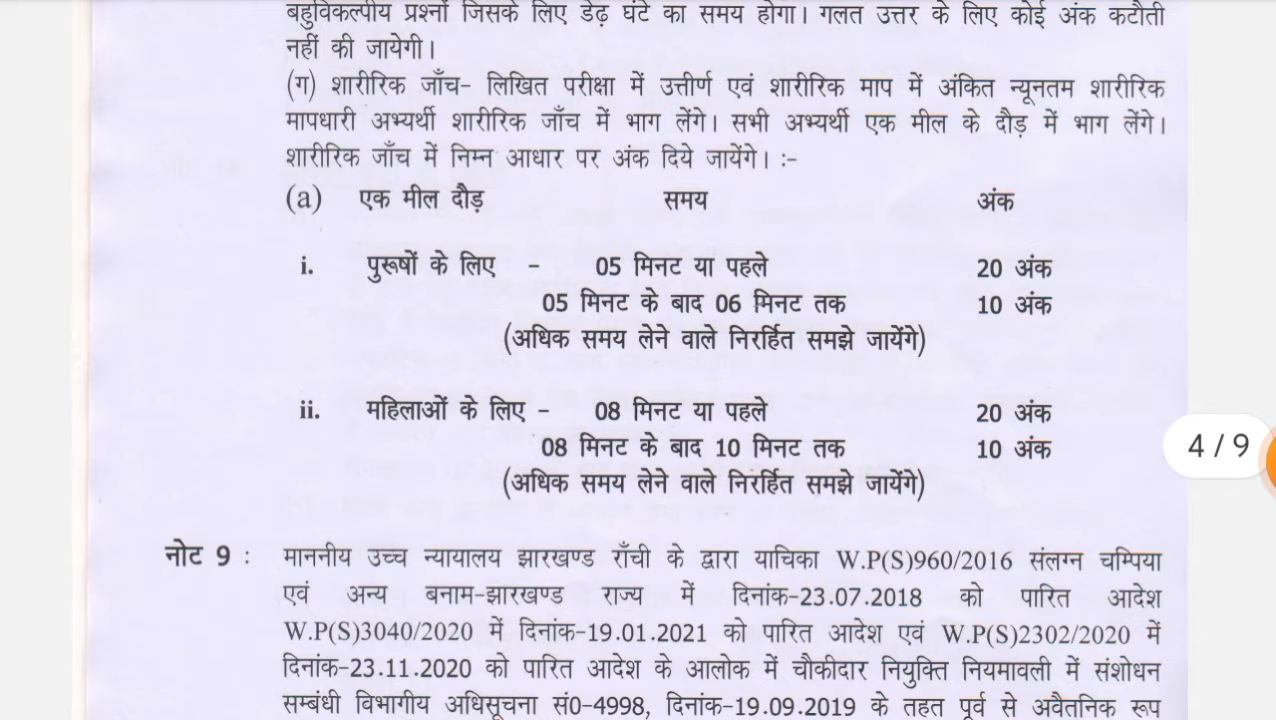 बहुविकल्पीय प्रश्नों जिसके लिए डेढ़ घंटे का समय होगा। गलत उत्तर के लिए कोई अंक कटौती
नहीं की जायेगी।
(ग) शारीरिक जाँच- लिखित परीक्षा में उत्तीर्ण एवं शारीरिक माप में अंकित न्यूनतम शारीरिक
मापधारी अभ्यर्थी शारीरिक जाँच में भाग लेंगे। सभी अभ्यर्थी एक मील के दौड़ में भाग लेंगे।
शारीरिक जाँच में निम्न आधार पर अंक दिये जायेंगे। :-
(a) एक मील दौड़ समय अंक
i. पुरूषों के लिए - 05 मिनट या पहले 20 अंक
05 मिनट के बाद 06 मिनट तक 10 अंक
(अधिक समय लेने वाले निरर्हित समझे जायेंगे)
ii. महिलाओं के लिए - 08 मिनट या पहले 20 अंक
08 मिनट के बाद 10 मिनट तक 10 अंक
(अधिक समय लेने वाले निरर्हित समझे जायेंगे)
4 / 9
नोट 9 : माननीय उच्च न्यायालय झारखण्ड राँची के द्वारा याचिका W.P(S)960/2016 संलग्न चम्पिया
एवं अन्य बनाम-झारखण्ड राज्य में दिनांक-23.07.2018 को पारित आदेश
W.P(S)3040/2020 में दिनांक-19.01.2021 को पारित आदेश एवं W.P(S)2302/2020 में
दिनांक-23.11.2020 को पारित आदेश के आलोक में चौकीदार नियुक्ति नियमावली में संशोधन
सम्बंधी विभागीय अधिसूचना सं0-4998, दिनांक-19.09.2019 के तहत पूर्व से अवैतनिक रूप